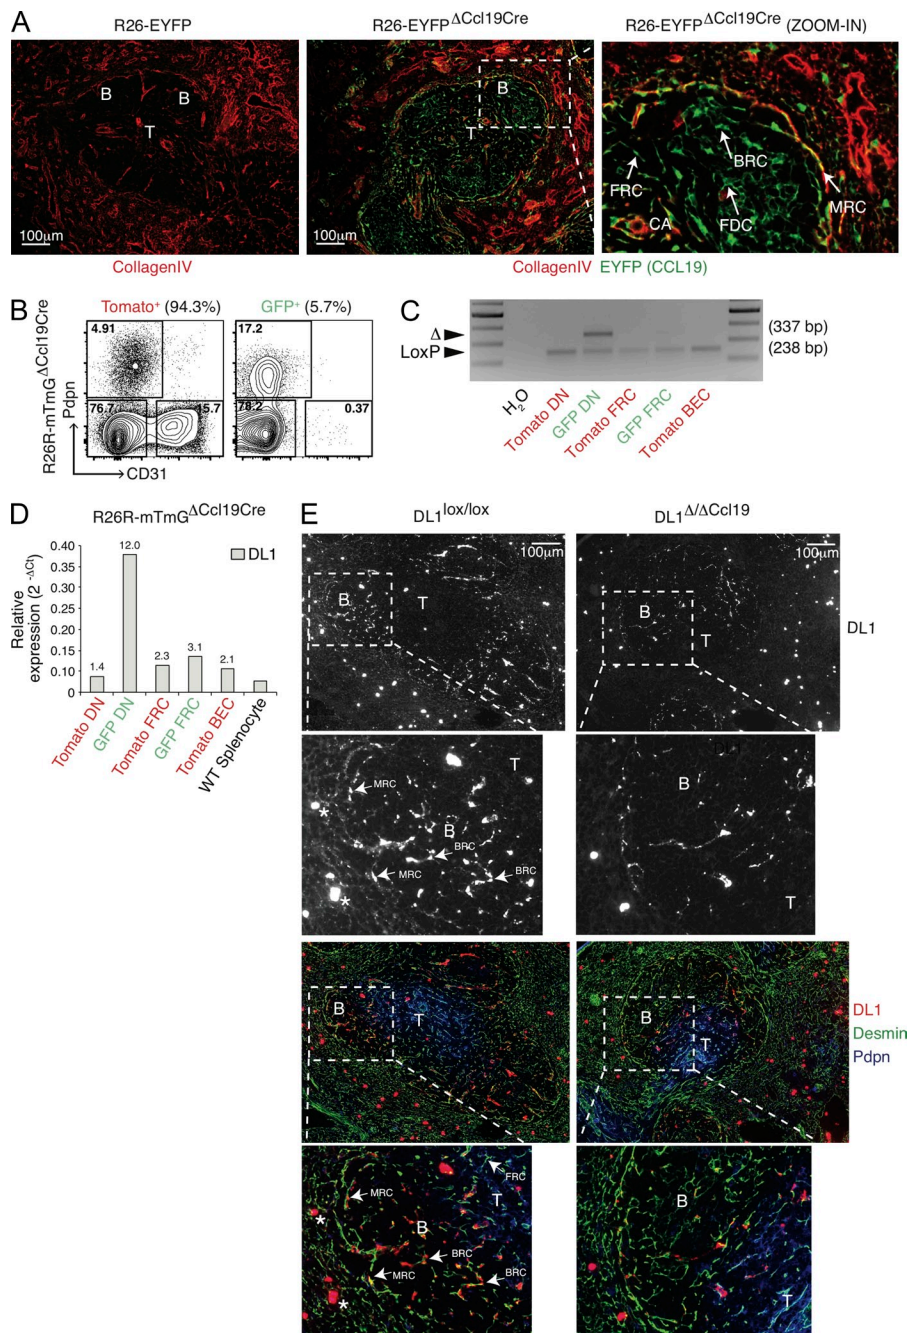 A
R26-EYFP
R26-EYFP^ΔCcl19Cre
R26-EYFP^ΔCcl19Cre (ZOOM-IN)
B B
T
100μm
B
T
100μm
BRC
FRC
MRC
CA
FDC
CollagenIV
CollagenIV EYFP (CCL19)
B
Tomato⁺ (94.3%)
GFP⁺ (5.7%)
R26R-mTmG^ΔCcl19Cre
Pdpn
4.91
76.7
15.7
17.2
78.2
0.37
CD31
C
Δ
LoxP
(337 bp)
(238 bp)
H₂O
Tomato DN
GFP DN
Tomato FRC
GFP FRC
Tomato BEC
D
R26R-mTmG^ΔCcl19Cre
Relative
expression (2^-ΔCt)
0.40
0.35
0.30
0.25
0.20
0.15
0.10
0
12.0
1.4
2.3
3.1
2.1
DL1
Tomato DN
GFP DN
Tomato FRC
GFP FRC
Tomato BEC
WT Splenocyte
E
DL1^lox/lox
DL1^Δ/ΔCcl19
100μm
B
T
100μm
B
T
DL1
T
MRC
*
B
BRC
MRC
BRC
*
DL1
B
T
B
T
B
T
DL1
Desmin
Pdpn
FRC
MRC
T
*
B
BRC
MRC
BRC
*
B
T